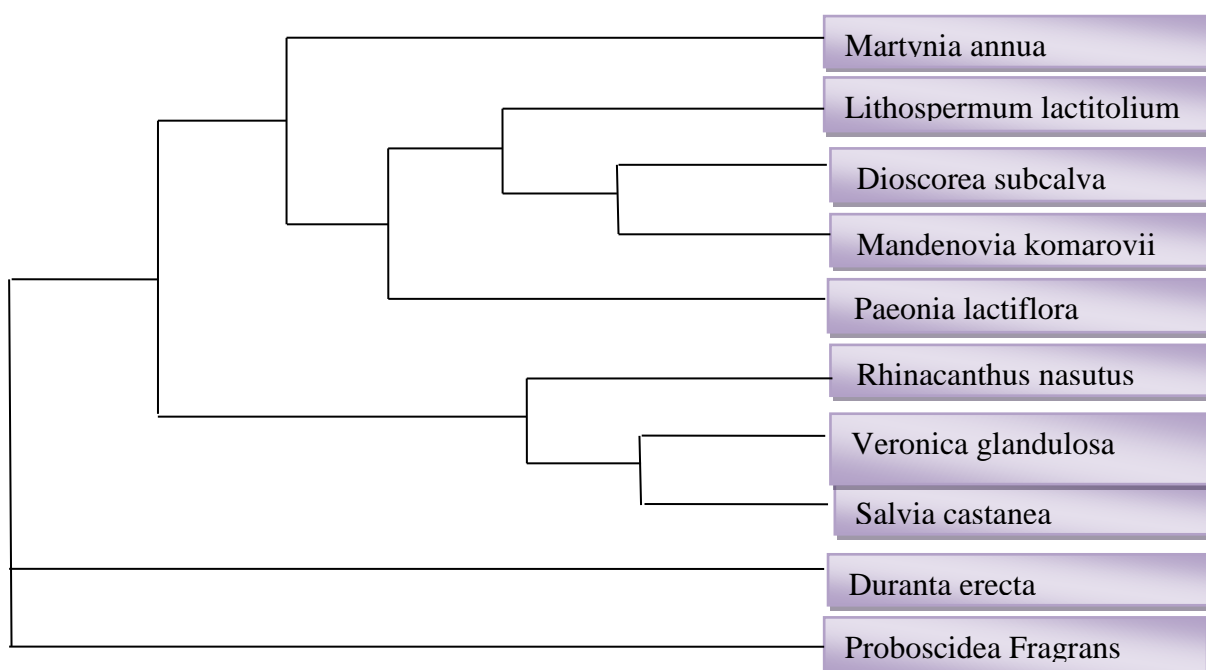 Martynia annua
Lithospermum lactitolium
Dioscorea subcalva
Mandenovia komarovii
Paeonia lactiflora
Rhinacanthus nasutus
Veronica glandulosa
Salvia castanea
Duranta erecta
Proboscidea Fragrans